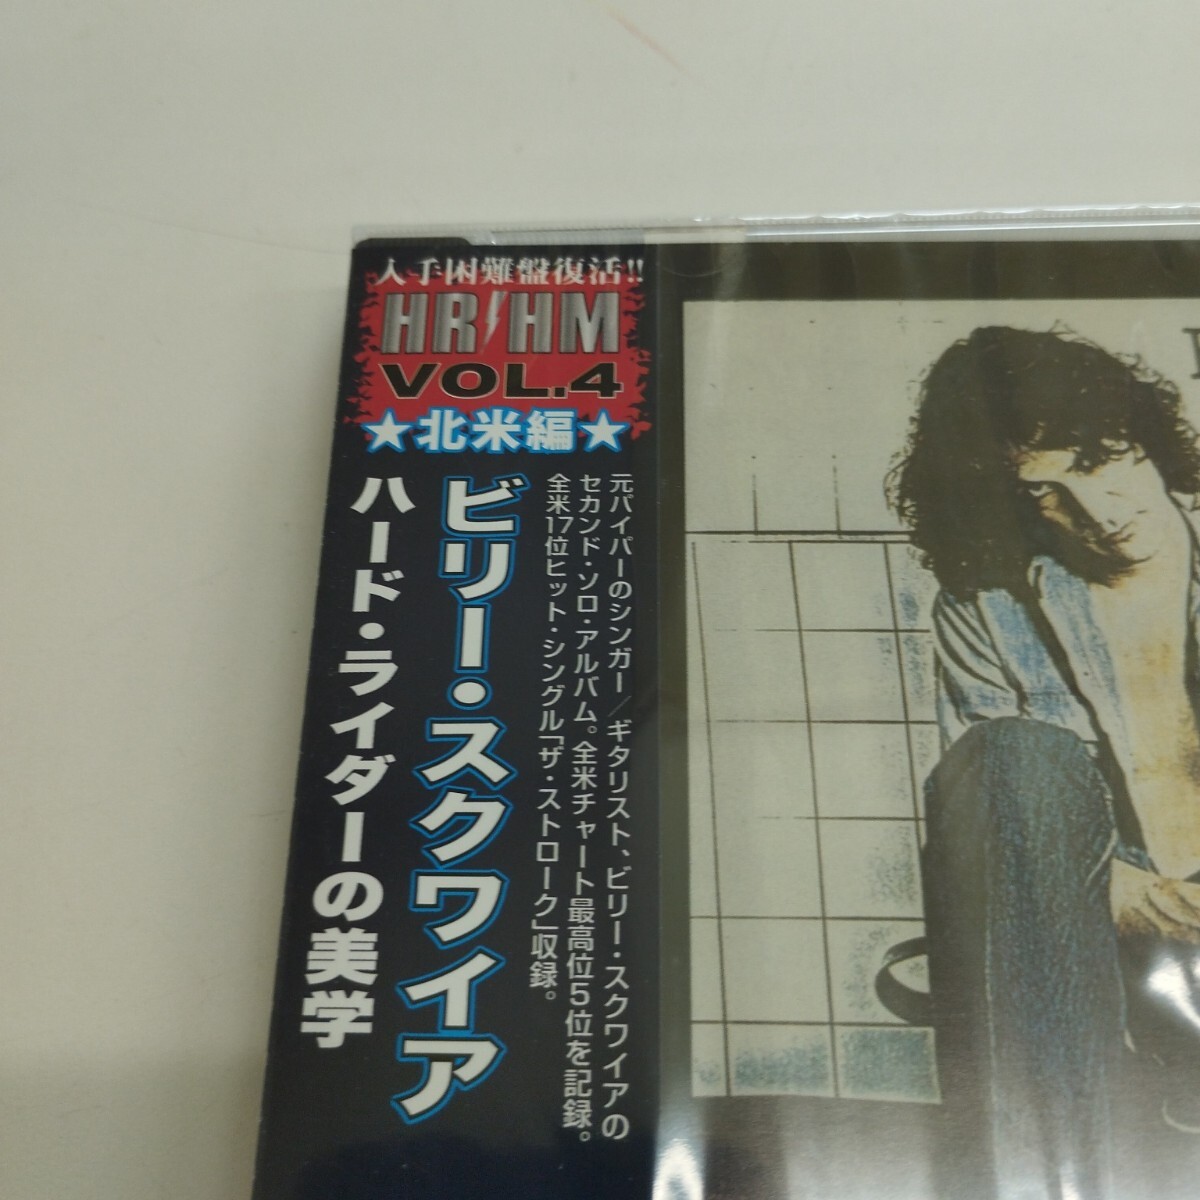 入手困難盤復活!!
HR/HM
VOL.4
★北米編★
ビリー・スクワイア
ハード・ライダーの美学
元パイパーのシンガー／ギタリスト、ビリー・スクワイアの
セカンド・ソロ・アルバム。全米チャート最高位5位を記録。
全米17位ヒット・シングル「ザ・ストローク」収録。